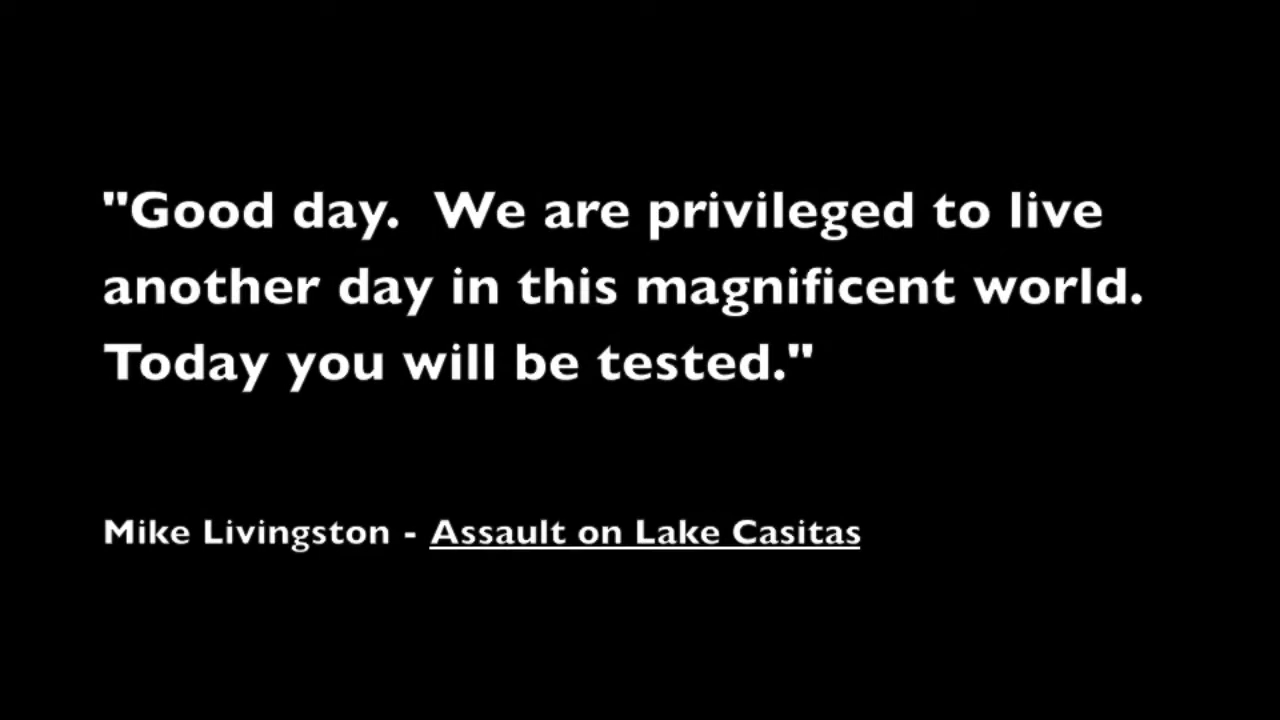 "Good day.  We are privileged to live
another day in this magnificent world.
Today you will be tested."
Mike Livingston - Assault on Lake Casitas